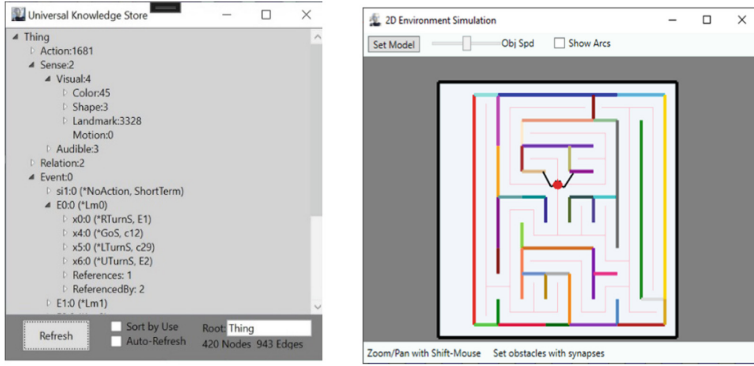 Universal Knowledge Store
Thing
Action:1681
Sense:2
Visual:4
Color:45
Shape:3
Landmark:3328
Motion:0
Audible:3
Relation:2
Event:0
si1:0 (*NoAction, ShortTerm)
E0:0 (*Lm0)
x0:0 (*RTurnS, E1)
x4:0 (*GoS, c12)
x5:0 (*LTurnS, c29)
x6:0 (*UTurnS, E2)
References: 1
ReferencedBy: 2
E1:0 (*Lm1)
Refresh
Sort by Use
Auto-Refresh
Root: Thing
420 Nodes 943 Edges
2D Environment Simulation
Set Model Obj Spd Show Arcs
Zoom/Pan with Shift-Mouse Set obstacles with synapses